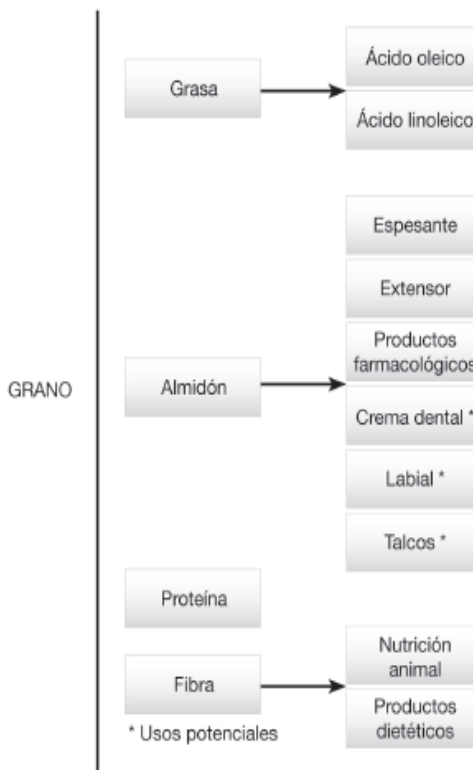 GRANO
Grasa
Ácido oleico
Ácido linoleico
Almidón
Espesante
Extensor
Productos
farmacológicos
Crema dental *
Labial *
Talcos *
Proteína
Fibra
Nutrición
animal
Productos
dietéticos
* Usos potenciales